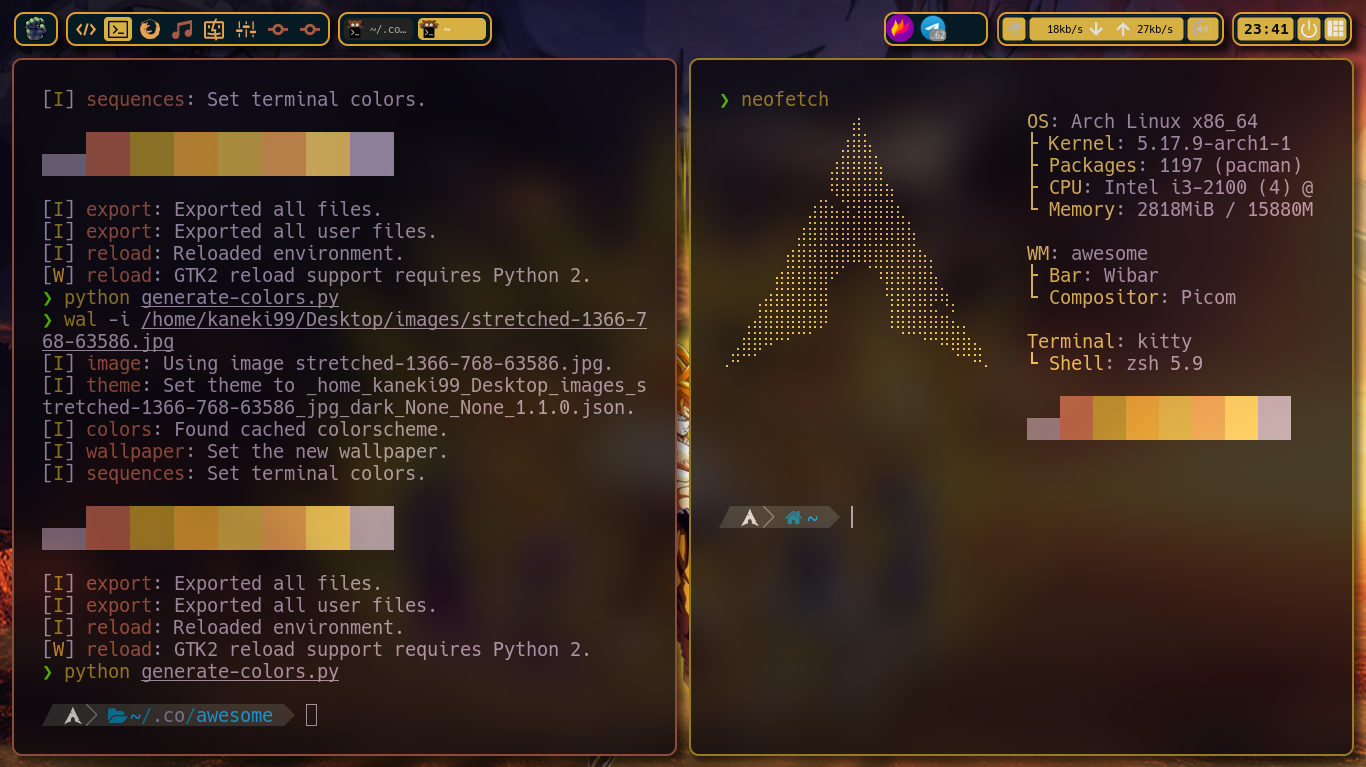 ~/.co…
~
62
18kb/s
27kb/s
23:41
[I] sequences: Set terminal colors.
[I] export: Exported all files.
[I] export: Exported all user files.
[I] reload: Reloaded environment.
[W] reload: GTK2 reload support requires Python 2.
❯ python generate-colors.py
❯ wal -i /home/kaneki99/Desktop/images/stretched-1366-7
68-63586.jpg
[I] image: Using image stretched-1366-768-63586.jpg.
[I] theme: Set theme to _home_kaneki99_Desktop_images_s
tretched-1366-768-63586_jpg_dark_None_None_1.1.0.json.
[I] colors: Found cached colorscheme.
[I] wallpaper: Set the new wallpaper.
[I] sequences: Set terminal colors.
[I] export: Exported all files.
[I] export: Exported all user files.
[I] reload: Reloaded environment.
[W] reload: GTK2 reload support requires Python 2.
❯ python generate-colors.py
~/.co/awesome
❯ neofetch
OS: Arch Linux x86_64
├ Kernel: 5.17.9-arch1-1
├ Packages: 1197 (pacman)
├ CPU: Intel i3-2100 (4) @
└ Memory: 2818MiB / 15880M
WM: awesome
├ Bar: Wibar
└ Compositor: Picom
Terminal: kitty
└ Shell: zsh 5.9
~